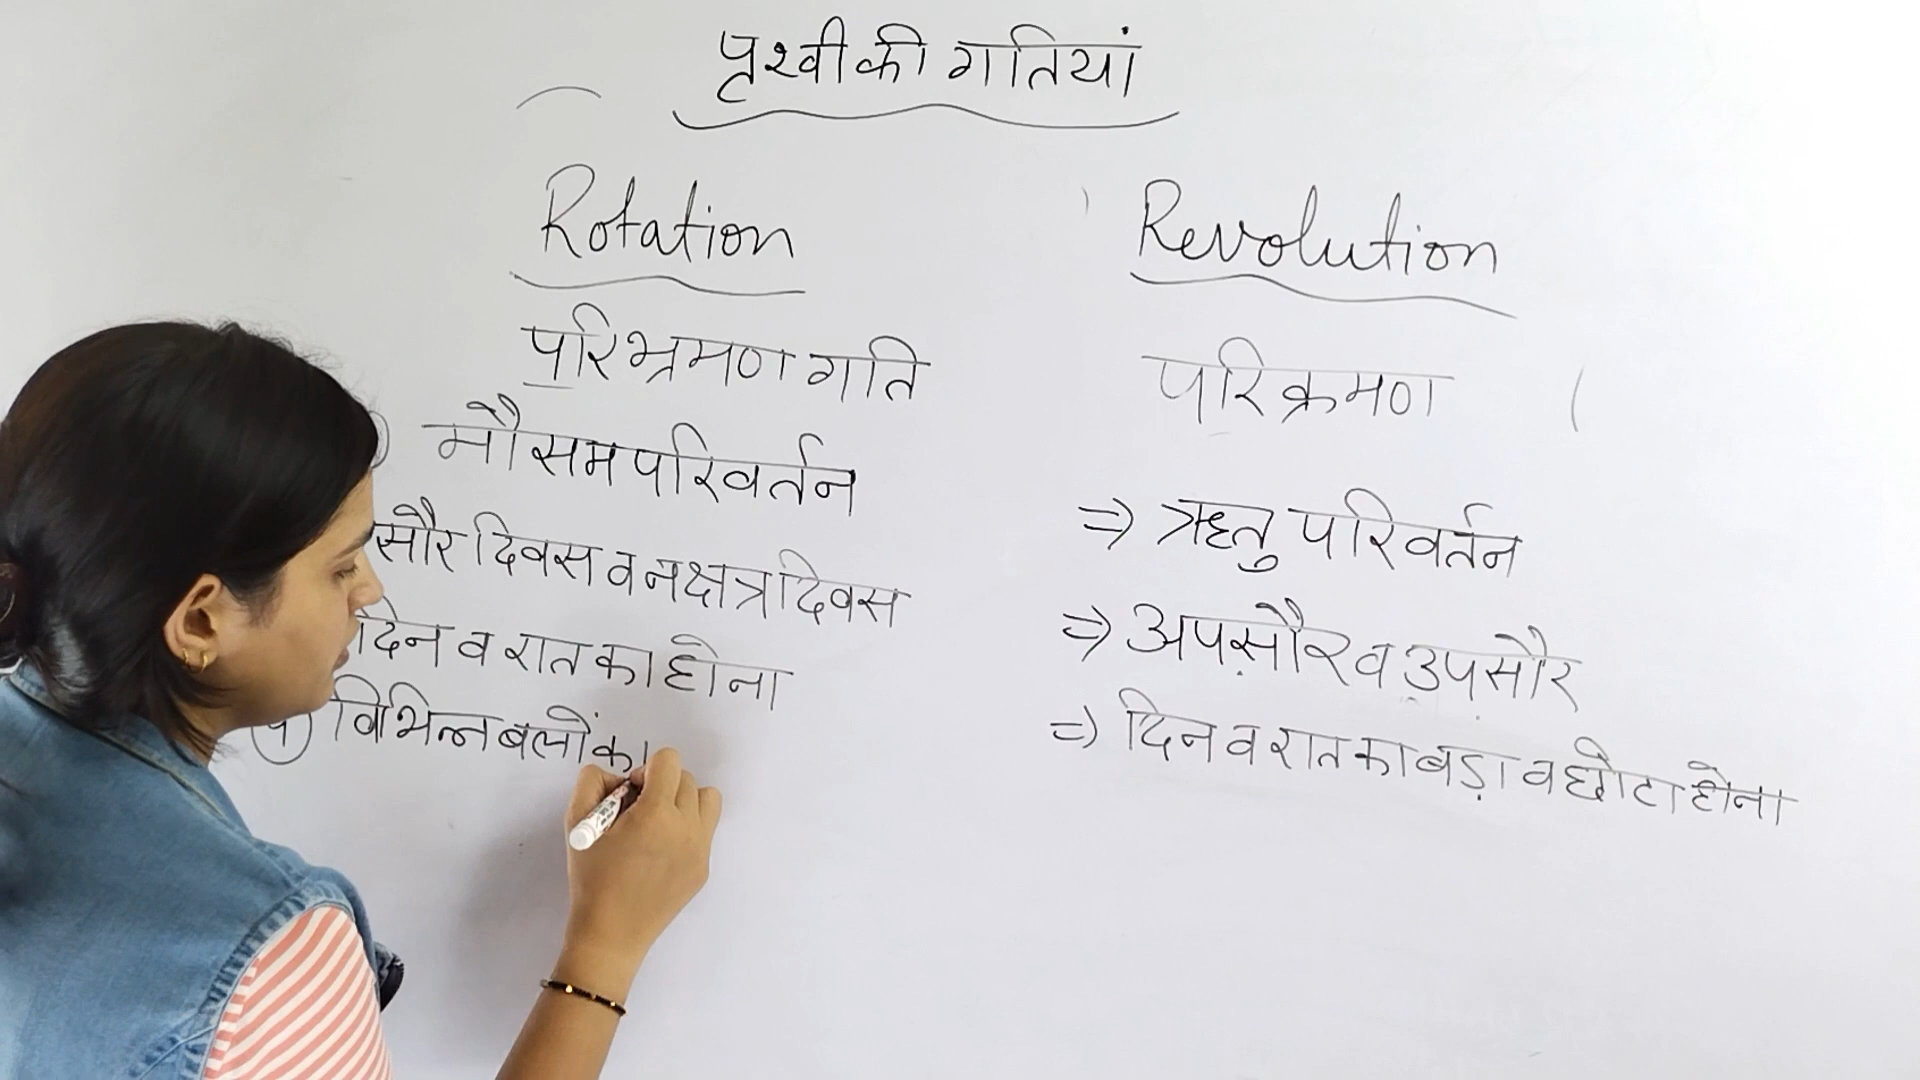 पृथ्वी की गतियां
Rotation
परिभ्रमण गति
मौसम परिवर्तन
सौर दिवस व नक्षत्र दिवस
दिन व रात का होना
विभिन्न बलों का
Revolution
परिक्रमण
=> ऋतु परिवर्तन
=> अपसौर व उपसौर
=> दिन व रात का बड़ा व छोटा होना